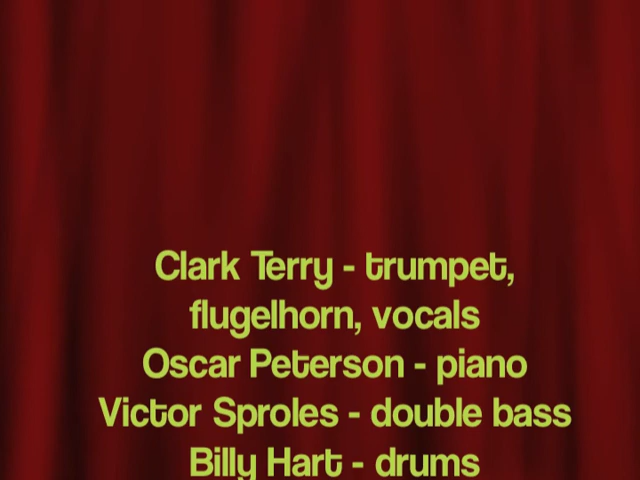 Clark Terry - trumpet,
flugelhorn, vocals
Oscar Peterson - piano
Victor Sproles - double bass
Billy Hart - drums